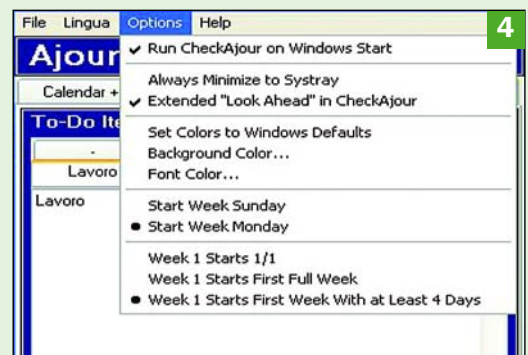 File Lingua Options Help
4
Ajour
✓ Run CheckAjour on Windows Start
Always Minimize to Systray
Calendar +
✓ Extended "Look Ahead" in CheckAjour
To-Do Ite
Set Colors to Windows Defaults
-
Background Color...
Lavoro
Font Color...
Lavoro
Start Week Sunday
● Start Week Monday
Week 1 Starts 1/1
Week 1 Starts First Full Week
● Week 1 Starts First Week With at Least 4 Days